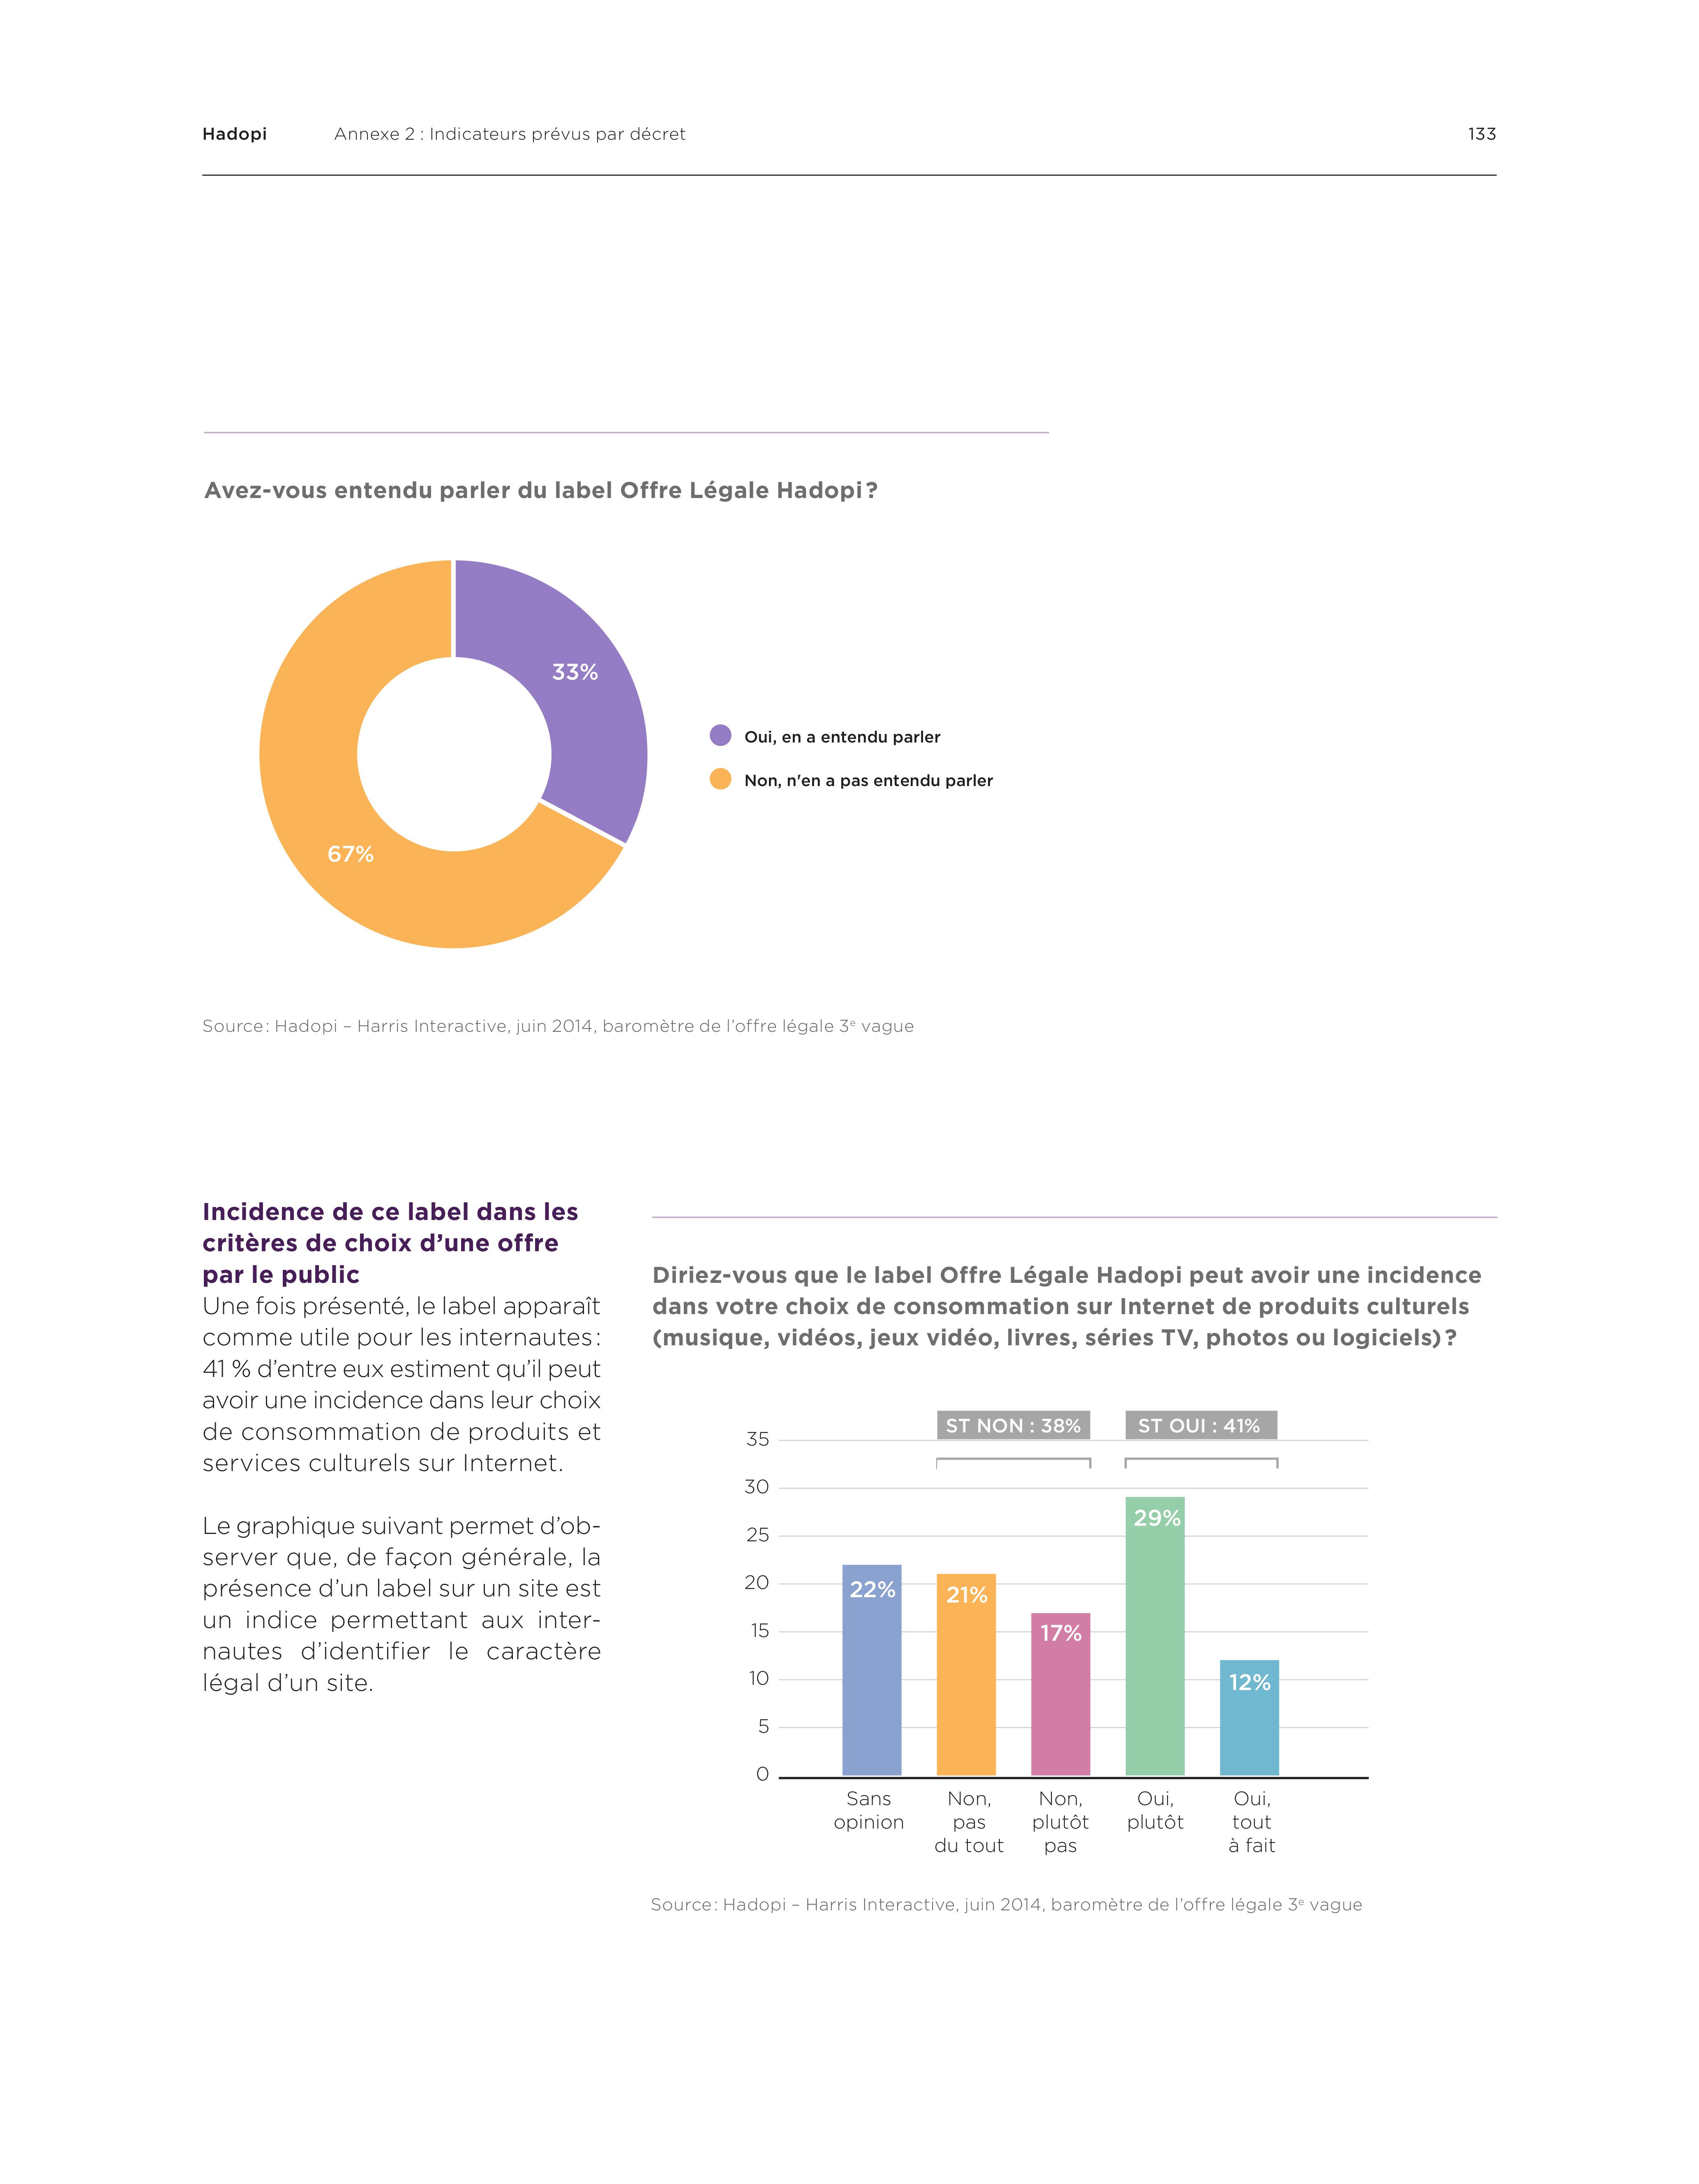 Hadopi Annexe 2 : Indicateurs prévus par décret 133
Avez-vous entendu parler du label Offre Légale Hadopi ?
33%
67%
Oui, en a entendu parler
Non, n'en a pas entendu parler
Source : Hadopi – Harris Interactive, juin 2014, baromètre de l’offre légale 3e vague
Incidence de ce label dans les
critères de choix d’une offre
par le public
Une fois présenté, le label apparaît
comme utile pour les internautes :
41 % d’entre eux estiment qu’il peut
avoir une incidence dans leur choix
de consommation de produits et
services culturels sur Internet.
Le graphique suivant permet d’ob-
server que, de façon générale, la
présence d’un label sur un site est
un indice permettant aux inter-
nautes d’identifier le caractère
légal d’un site.
Diriez-vous que le label Offre Légale Hadopi peut avoir une incidence
dans votre choix de consommation sur Internet de produits culturels
(musique, vidéos, jeux vidéo, livres, séries TV, photos ou logiciels) ?
ST NON : 38% ST OUI : 41%
35
30
25
20
15
10
5
0
22%
21%
17%
29%
12%
Sans
opinion
Non,
pas
du tout
Non,
plutôt
pas
Oui,
plutôt
Oui,
tout
à fait
Source : Hadopi – Harris Interactive, juin 2014, baromètre de l’offre légale 3e vague